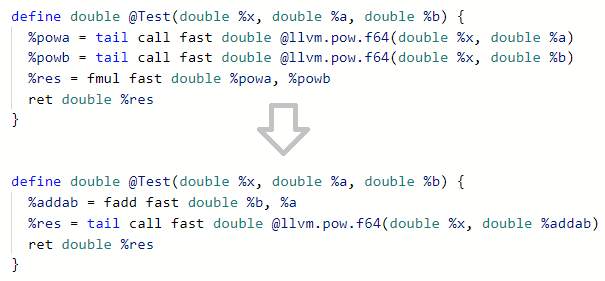 define double @Test(double %x, double %a, double %b) {
  %powa = tail call fast double @llvm.pow.f64(double %x, double %a)
  %powb = tail call fast double @llvm.pow.f64(double %x, double %b)
  %res = fmul fast double %powa, %powb
  ret double %res
}
define double @Test(double %x, double %a, double %b) {
  %addab = fadd fast double %b, %a
  %res = tail call fast double @llvm.pow.f64(double %x, double %addab)
  ret double %res
}